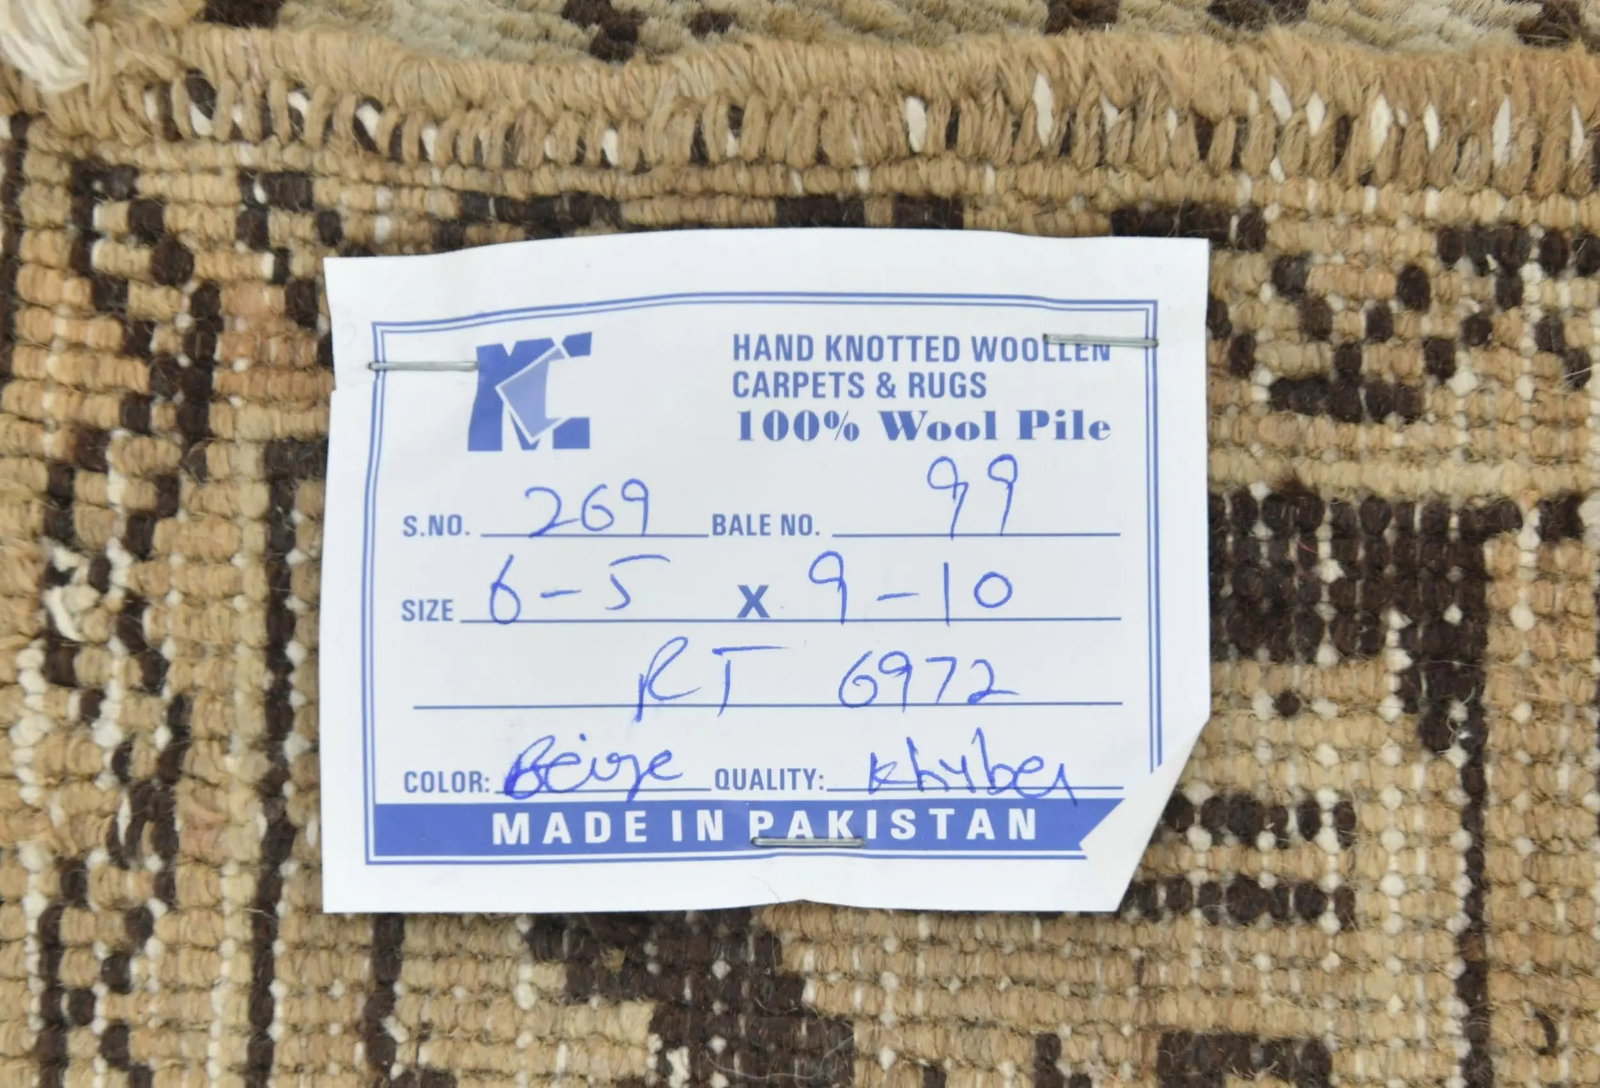 KC
HAND KNOTTED WOOLLEN
CARPETS & RUGS
100% Wool Pile
S.NO. 269 BALE NO. 99
SIZE 6-5 X 9-10
RT 6972
COLOR: Beige QUALITY: Khyber
MADE IN PAKISTAN